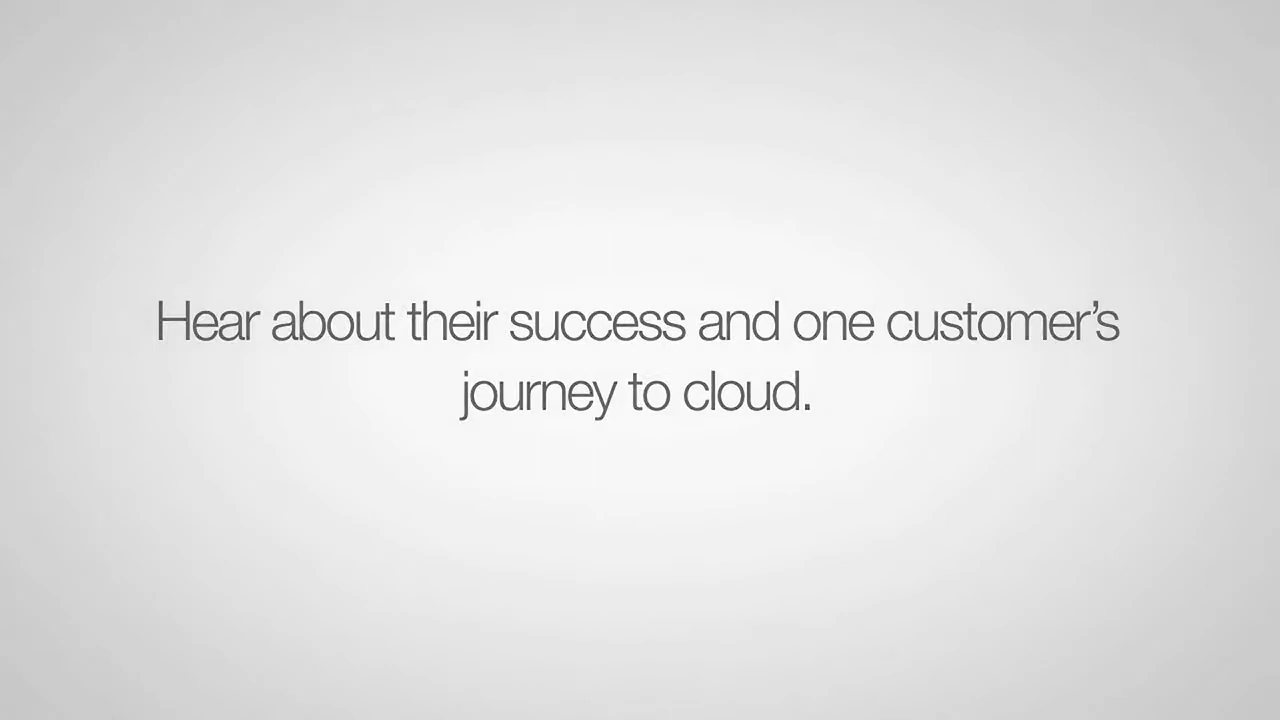 Hear about their success and one customer’s
journey to cloud.